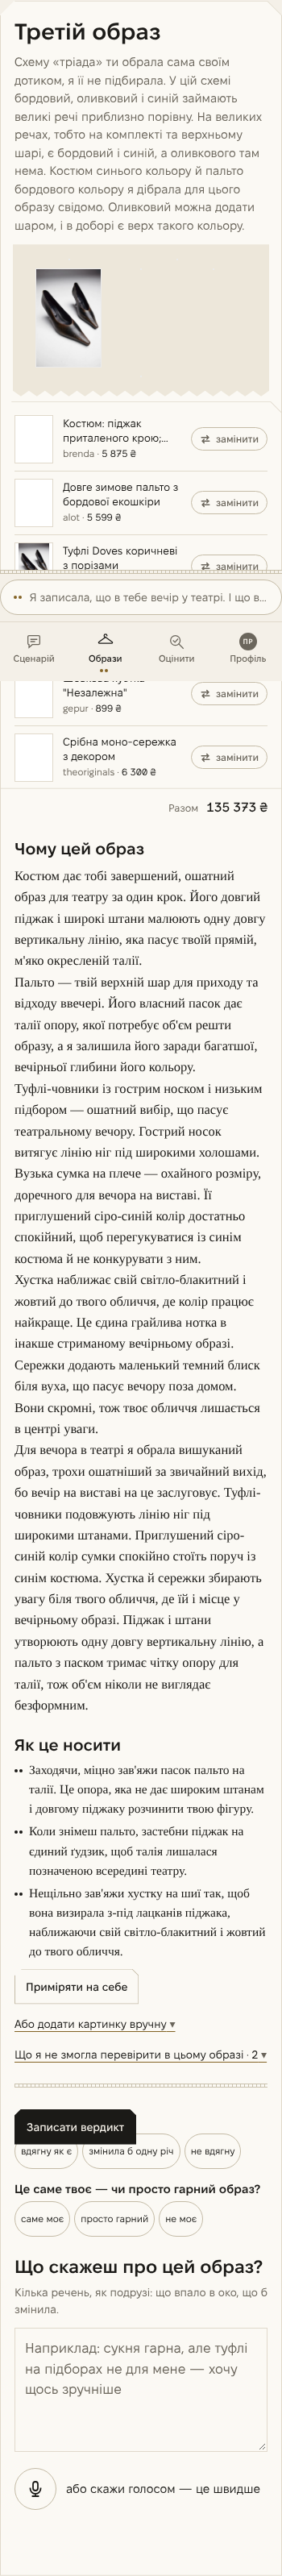 Третій образ
Схему «тріада» ти обрала сама своїм
дотиком, я її не підбирала. У цій схемі
бордовий, оливковий і синій займають
великі речі приблизно порівну. На великих
речах, тобто на комплекті та верхньому
шарі, є бордовий і синій, а оливкового там
нема. Костюм синього кольору й пальто
бордового кольору я дібрала для цього
образу свідомо. Оливковий можна додати
шаром, і в доборі є верх такого кольору.
Костюм: піджак
приталеного крою;...
brenda · 5 875 ₴
замінити
Довге зимове пальто з
бордової екошкіри
alot · 5 599 ₴
замінити
Туфлі Doves коричневі
з порізами
замінити
Я записала, що в тебе вечір у театрі. І що в...
Сценарій
Образи
Оцінити
ПР
Профіль
"Незалежна"
gepur · 899 ₴
замінити
Срібна моно-сережка
з декором
theoriginals · 6 300 ₴
замінити
Разом 135 373 ₴
Чому цей образ
Костюм дає тобі завершений, ошатний
образ для театру за один крок. Його довгий
піджак і широкі штани малюють одну довгу
вертикальну лінію, яка пасує твоїй прямій,
м'яко окресленій талії.
Пальто — твій верхній шар для приходу та
відходу ввечері. Його власний пасок дає
талії опору, якої потребує об'єм решти
образу, а я залишила його заради багатшої,
вечірньої глибини його кольору.
Туфлі-човники із гострим носком і низьким
підбором — ошатний вибір, що пасує
театральному вечору. Гострий носок
витягує лінію ніг під широкими холошами.
Вузька сумка на плече — охайного розміру,
доречного для вечора на виставі. Її
приглушений сіро-синій колір достатньо
спокійний, щоб перегукуватися із синім
костюма й не конкурувати з ним.
Хустка наближає свій світло-блакитний і
жовтий до твого обличчя, де колір працює
найкраще. Це єдина грайлива нотка в
інакше стриманому вечірньому образі.
Сережки додають маленький темний блиск
біля вуха, що пасує вечору поза домом.
Вони скромні, тож твоє обличчя лишається
в центрі уваги.
Для вечора в театрі я обрала вишуканий
образ, трохи ошатніший за звичайний вихід,
бо вечір на виставі на це заслуговує. Туфлі-
човники подовжують лінію ніг під
широкими штанами. Приглушений сіро-
синій колір сумки спокійно стоїть поруч із
синім костюма. Хустка й сережки збирають
увагу біля твого обличчя, де їй і місце у
вечірньому образі. Піджак і штани
утворюють одну довгу вертикальну лінію, а
пальто з паском тримає чітку опору для
талії, тож об'єм ніколи не виглядає
безформним.
Як це носити
Заходячи, міцно зав'яжи пасок пальто на
талії. Це опора, яка не дає широким штанам
і довгому піджаку розчинити твою фігуру.
Коли знімеш пальто, застебни піджак на
єдиний ґудзик, щоб талія лишалася
позначеною всередині театру.
Нещільно зав'яжи хустку на шиї так, щоб
вона визирала з-під лацканів піджака,
наближаючи свій світло-блакитний і жовтий
до твого обличчя.
Приміряти на себе
Або додати картинку вручну ▾
Що я не змогла перевірити в цьому образі · 2 ▾
Записати вердикт
вдягну як є
змінила б одну річ
не вдягну
Це саме твоє — чи просто гарний образ?
саме моє
просто гарний
не моє
Що скажеш про цей образ?
Кілька речень, як подрузі: що впало в око, що б
змінила.
Наприклад: сукня гарна, але туфлі
на підборах не для мене — хочу
щось зручніше
або скажи голосом — це швидше